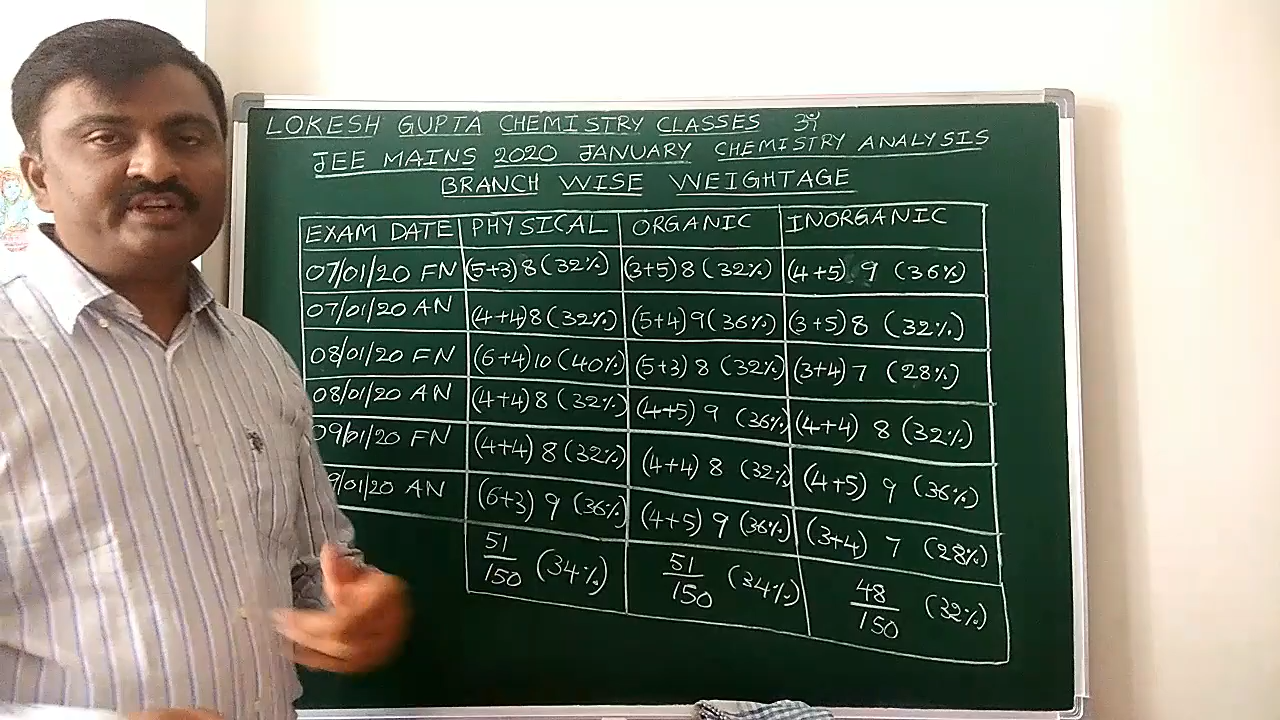 LOKESH GUPTA CHEMISTRY CLASSES ॐ
JEE MAINS 2020 JANUARY CHEMISTRY ANALYSIS
BRANCH WISE WEIGHTAGE
EXAM DATE PHYSICAL ORGANIC INORGANIC
07/01/20 FN (5+3) 8 (32%) (3+5) 8 (32%) (4+5) 9 (36%)
07/01/20 AN (4+4) 8 (32%) (5+4) 9 (36%) (3+5) 8 (32%)
08/01/20 FN (6+4) 10 (40%) (5+3) 8 (32%) (3+4) 7 (28%)
08/01/20 AN (4+4) 8 (32%) (4+5) 9 (36%) (4+4) 8 (32%)
09/01/20 FN (4+4) 8 (32%) (4+4) 8 (32%) (4+5) 9 (36%)
9/01/20 AN (6+3) 9 (36%) (4+5) 9 (36%) (3+4) 7 (28%)
51/150 (34%) 51/150 (34%) 48/150 (32%)